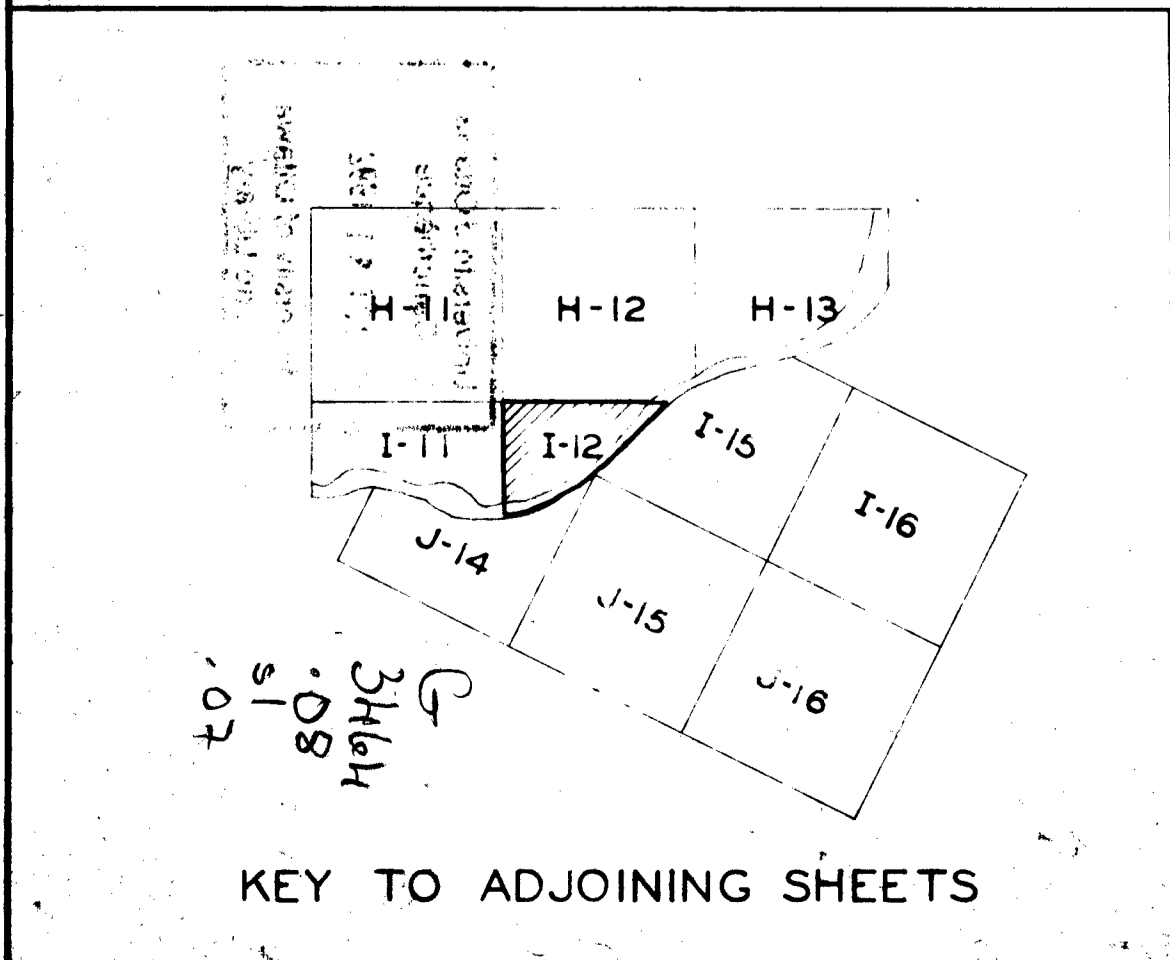 H-11 H-12 H-13
I-11 I-12 I-15 I-16
J-14 J-15 J-16
G
3464
.08
s1
.07
KEY TO ADJOINING SHEETS